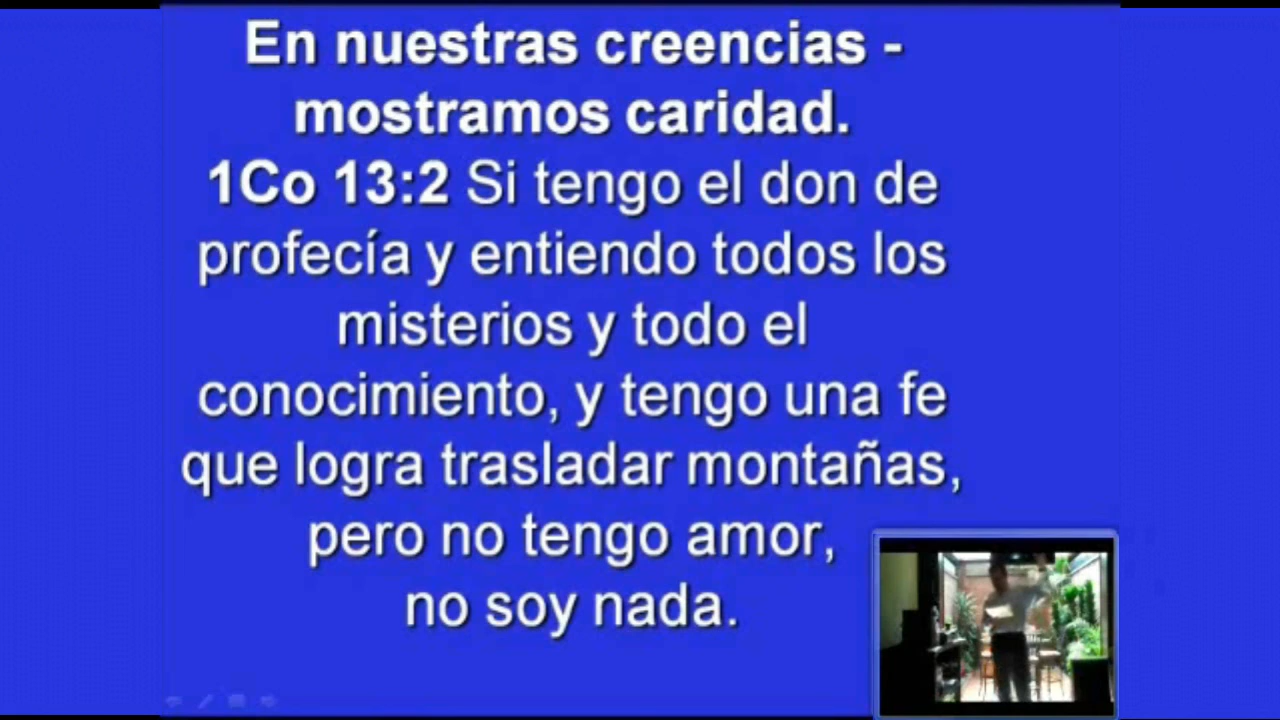 En nuestras creencias -
mostramos caridad.
1Co 13:2 Si tengo el don de
profecía y entiendo todos los
misterios y todo el
conocimiento, y tengo una fe
que logra trasladar montañas,
pero no tengo amor,
no soy nada.